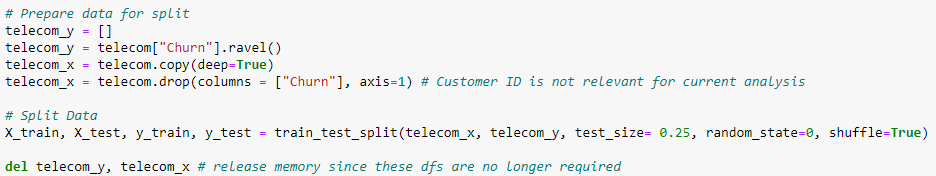 # Prepare data for split
telecom_y = []
telecom_y = telecom["Churn"].ravel()
telecom_x = telecom.copy(deep=True)
telecom_x = telecom.drop(columns = ["Churn"], axis=1) # Customer ID is not relevant for current analysis
# Split Data
X_train, X_test, y_train, y_test = train_test_split(telecom_x, telecom_y, test_size= 0.25, random_state=0, shuffle=True)
del telecom_y, telecom_x # release memory since these dfs are no longer required